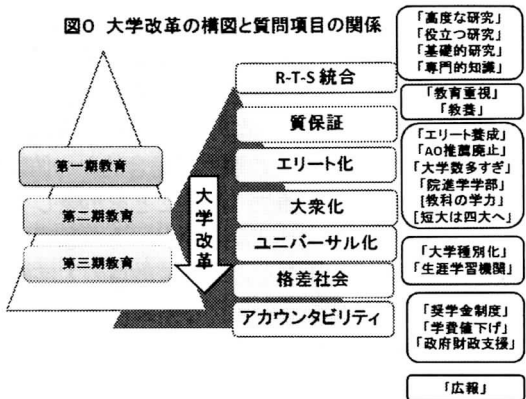 図0 大学改革の構図と質問項目の関係
第一期教育
第二期教育
第三期教育
大学改革
R-T-S 統合
質保証
エリート化
大衆化
ユニバーサル化
格差社会
アカウンタビリティ
「高度な研究」
「役立つ研究」
「基礎的研究」
「専門的知識」
「教育重視」
「教養」
「エリート養成」
「AO推薦廃止」
「大学数多すぎ」
「院進学学部」
[教科の学力」
[短大は四大へ」
「大学種別化」
「生涯学習機関」
「奨学金制度」
「学費値下げ」
「政府財政支援」
「広報」